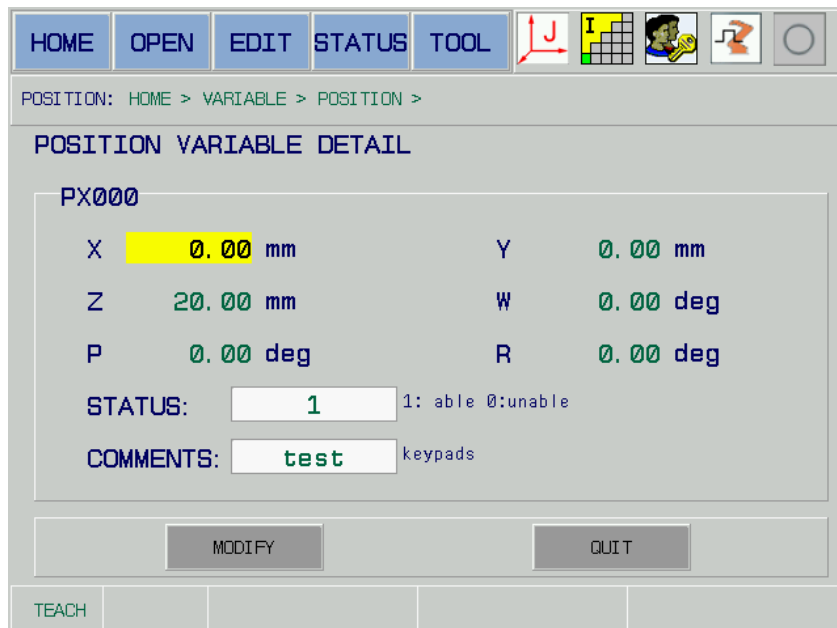 HOME OPEN EDIT STATUS TOOL J I
POSITION: HOME > VARIABLE > POSITION >
POSITION VARIABLE DETAIL
PX000
X 0.00 mm Y 0.00 mm
Z 20.00 mm W 0.00 deg
P 0.00 deg R 0.00 deg
STATUS: 1 1: able 0:unable
COMMENTS: test keypads
MODIFY QUIT
TEACH